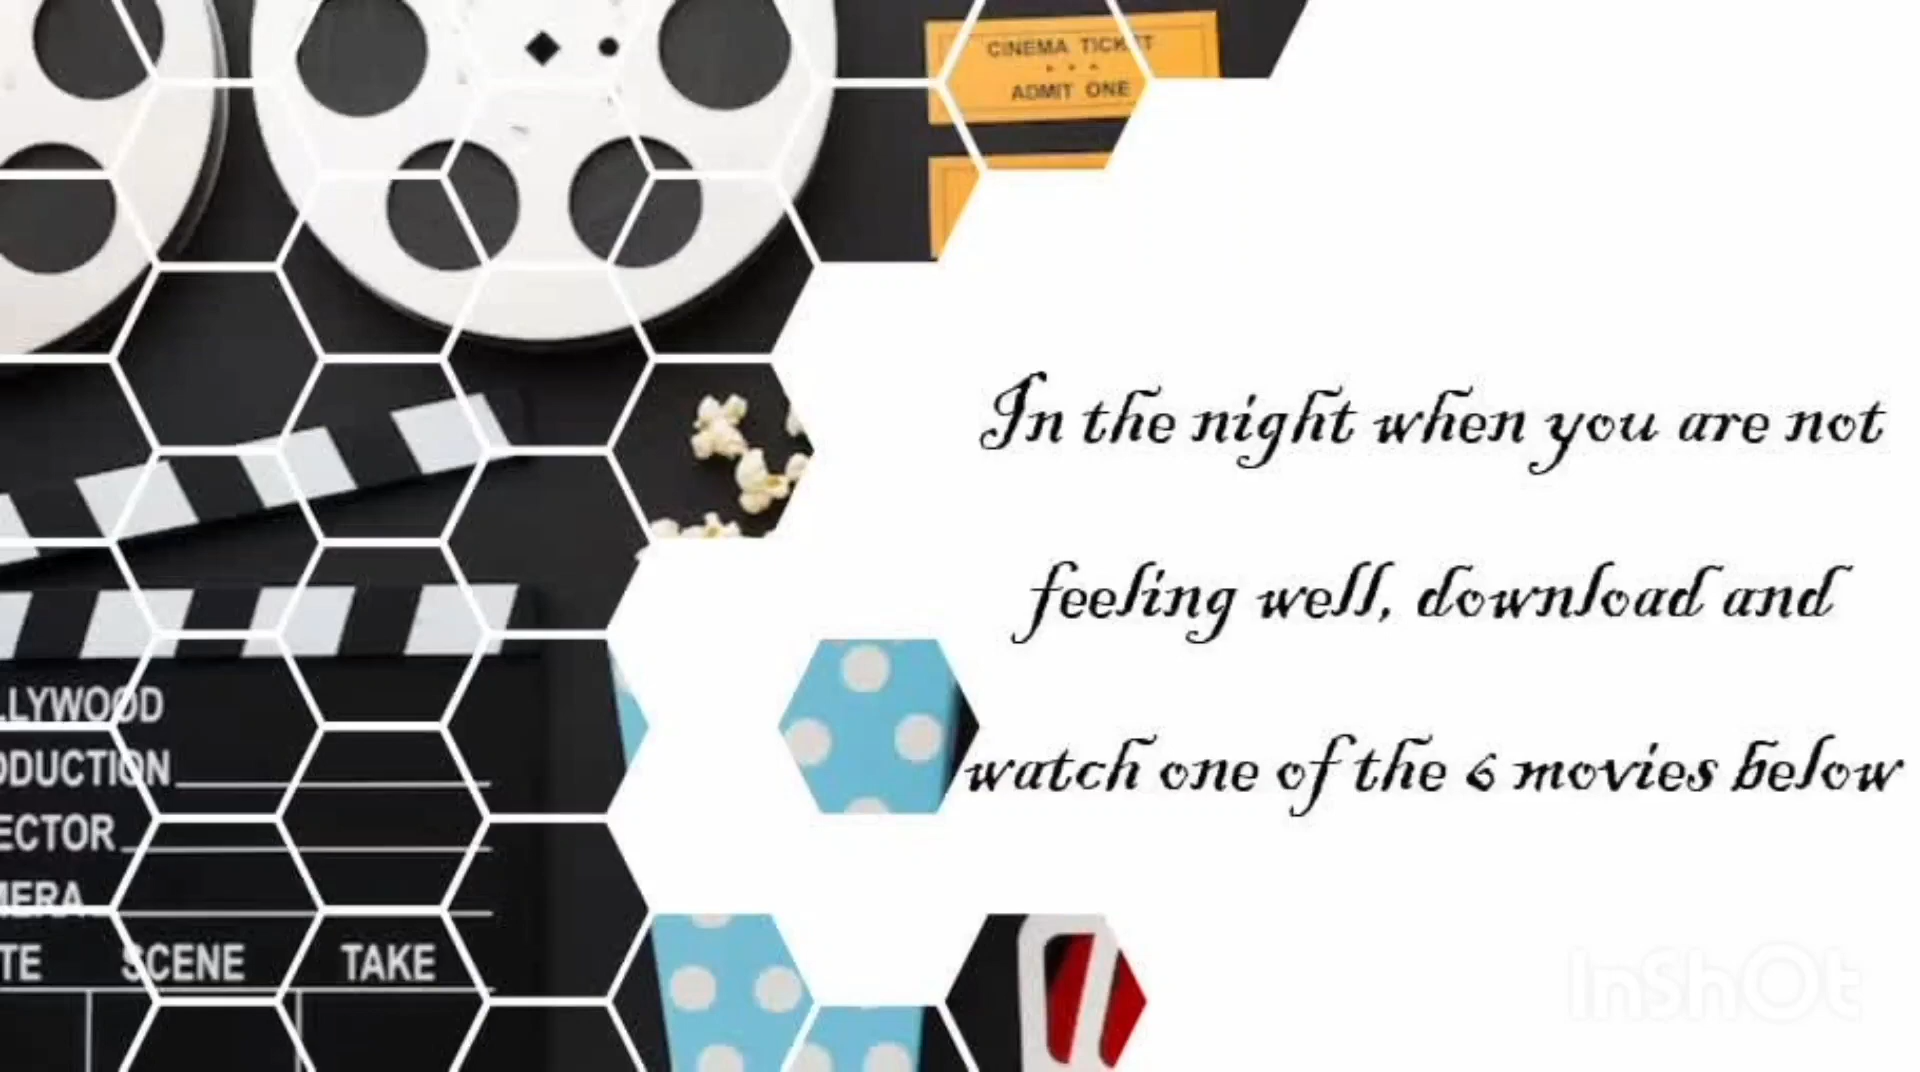 CINEMA TICKET
ADMIT ONE
In the night when you are not
feeling well, download and
watch one of the 6 movies below
LLYWOOD
ODUCTION
ECTOR
MERA
TE SCENE TAKE
InShOt